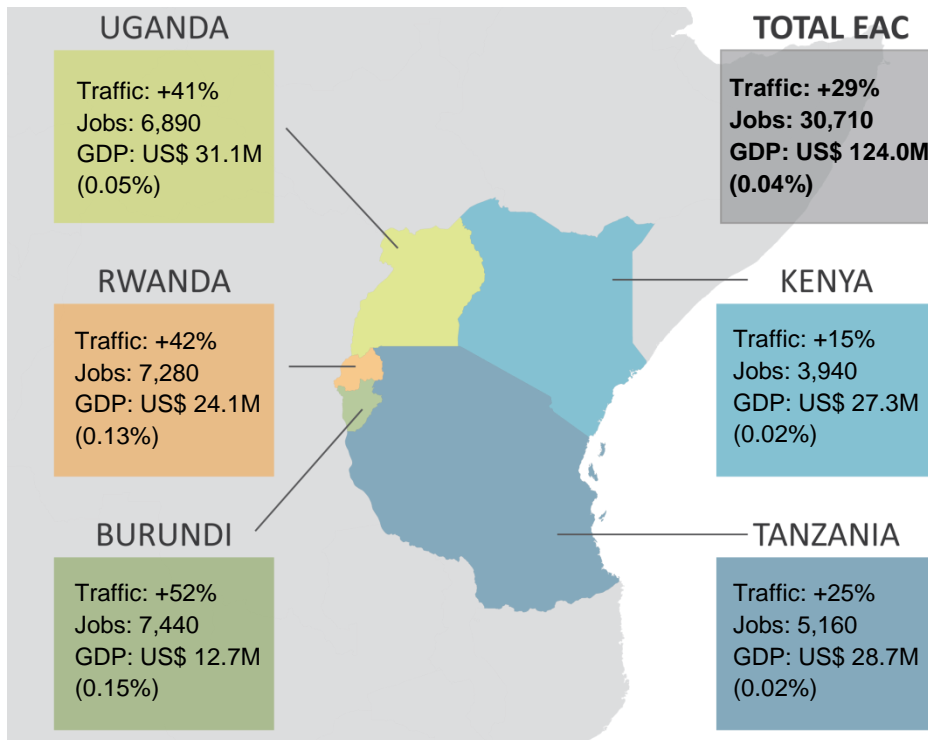 UGANDA
Traffic: +41%
Jobs: 6,890
GDP: US$ 31.1M
(0.05%)
TOTAL EAC
Traffic: +29%
Jobs: 30,710
GDP: US$ 124.0M
(0.04%)
RWANDA
Traffic: +42%
Jobs: 7,280
GDP: US$ 24.1M
(0.13%)
KENYA
Traffic: +15%
Jobs: 3,940
GDP: US$ 27.3M
(0.02%)
BURUNDI
Traffic: +52%
Jobs: 7,440
GDP: US$ 12.7M
(0.15%)
TANZANIA
Traffic: +25%
Jobs: 5,160
GDP: US$ 28.7M
(0.02%)